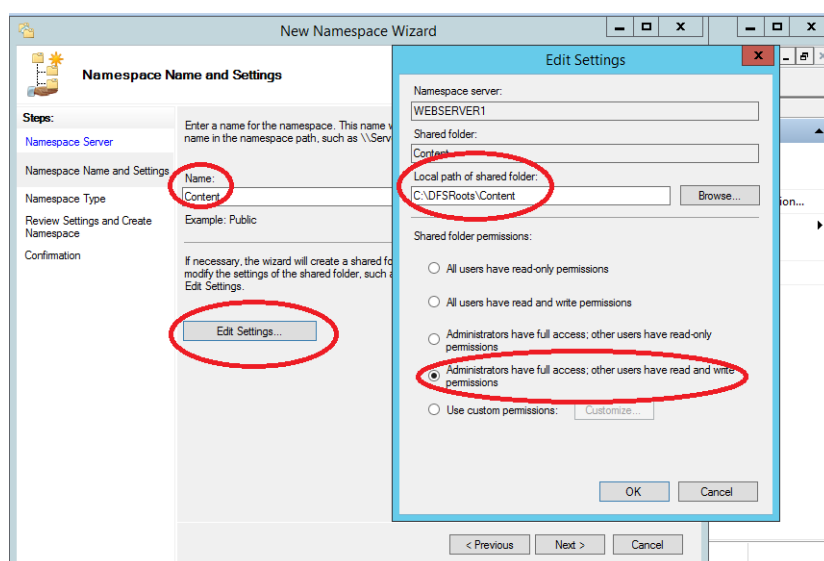 New Namespace Wizard
Namespace Name and Settings
Steps:
Namespace Server
Namespace Name and Settings
Namespace Type
Review Settings and Create
Namespace
Confirmation
Enter a name for the namespace. This name
name in the namespace path, such as \\Serv
Name:
Content
Example: Public
If necessary, the wizard will create a shared
modify the settings of the shared folder, such
Edit Settings.
Edit Settings...
< Previous
Next >
Cancel
Edit Settings
Namespace server:
WEBSERVER1
Shared folder:
Content
Local path of shared folder:
C:\DFSRoots\Content
Browse...
Shared folder permissions:
All users have read-only permissions
All users have read and write permissions
Administrators have full access; other users have read-only
permissions
Administrators have full access; other users have read and write
permissions
Use custom permissions:
Customize...
OK
Cancel
ion...